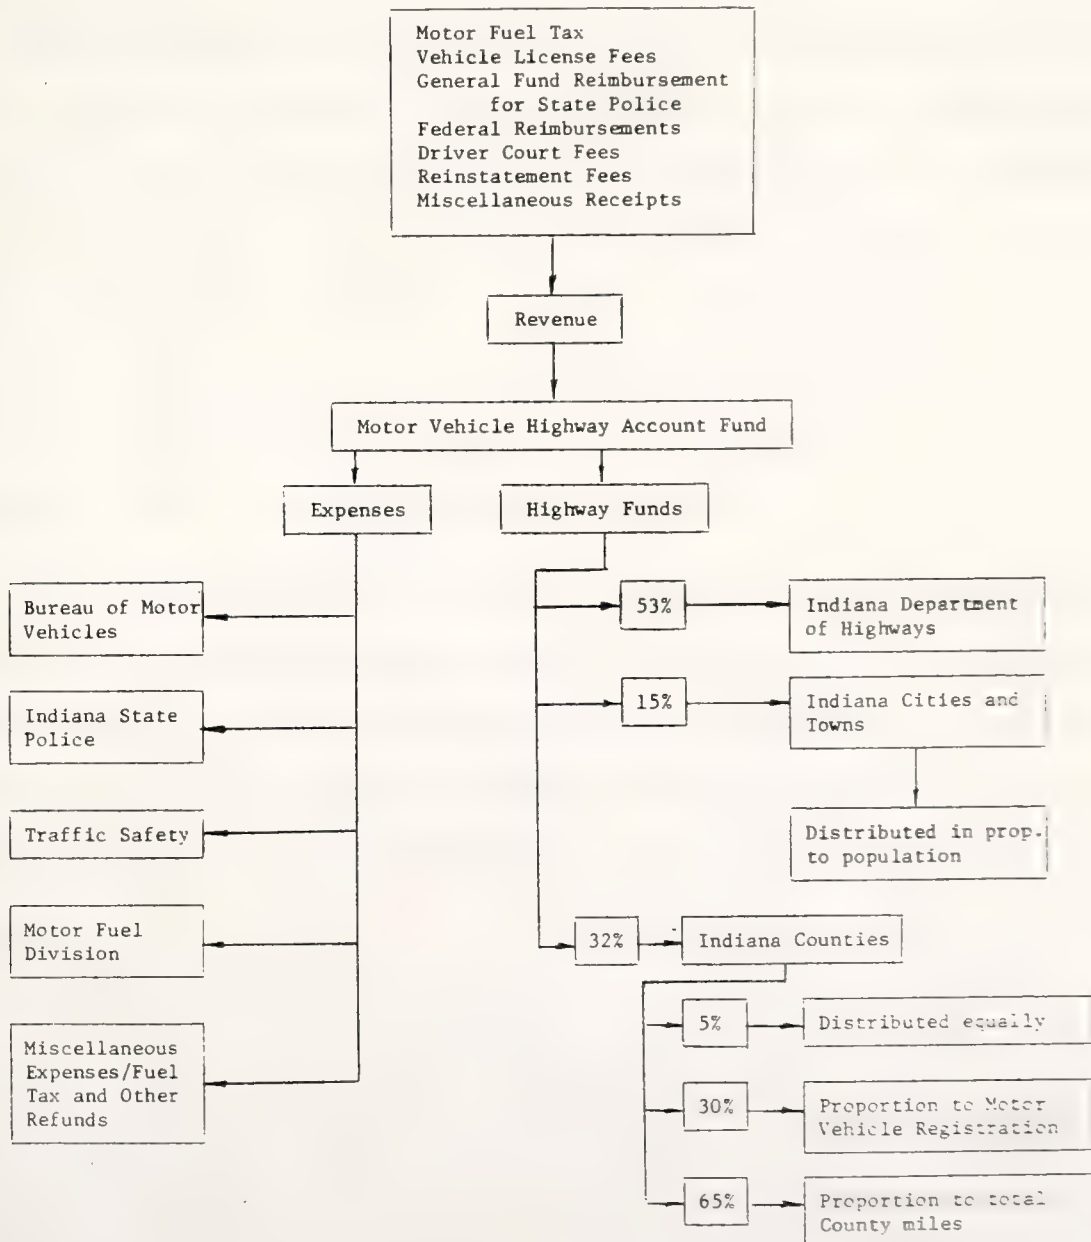 Motor Fuel Tax
Vehicle License Fees
General Fund Reimbursement
for State Police
Federal Reimbursements
Driver Court Fees
Reinstatement Fees
Miscellaneous Receipts
Revenue
Motor Vehicle Highway Account Fund
Expenses
Highway Funds
Bureau of Motor
Vehicles
Indiana State
Police
Traffic Safety
Motor Fuel
Division
Miscellaneous
Expenses/Fuel
Tax and Other
Refunds
53%
Indiana Department
of Highways
15%
Indiana Cities and
Towns
Distributed in prop.
to population
32%
Indiana Counties
5%
Distributed equally
30%
Proportion to Motor
Vehicle Registration
65%
Proportion to total
County miles